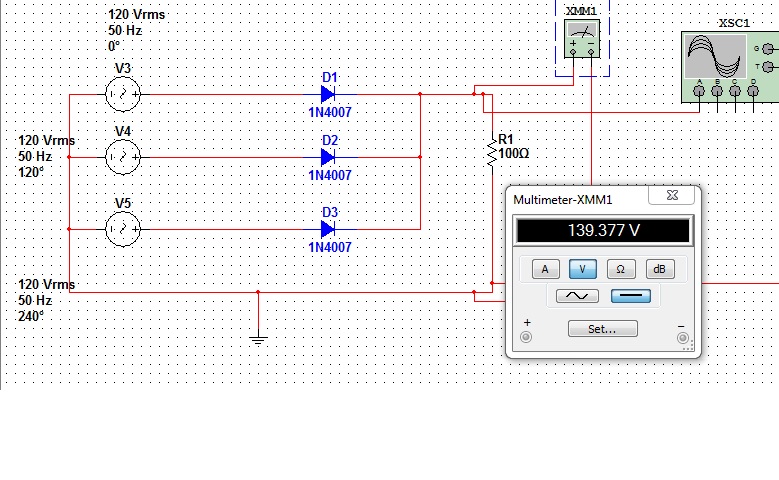 120 Vrms
50 Hz
0°
V3
D1
1N4007
120 Vrms
50 Hz
120°
V4
D2
1N4007
V5
D3
1N4007
120 Vrms
50 Hz
240°
R1
100Ω
XMM1
XSC1
G
T
A B C D
Multimeter-XMM1
139.377 V
A V Ω dB
+ Set... −